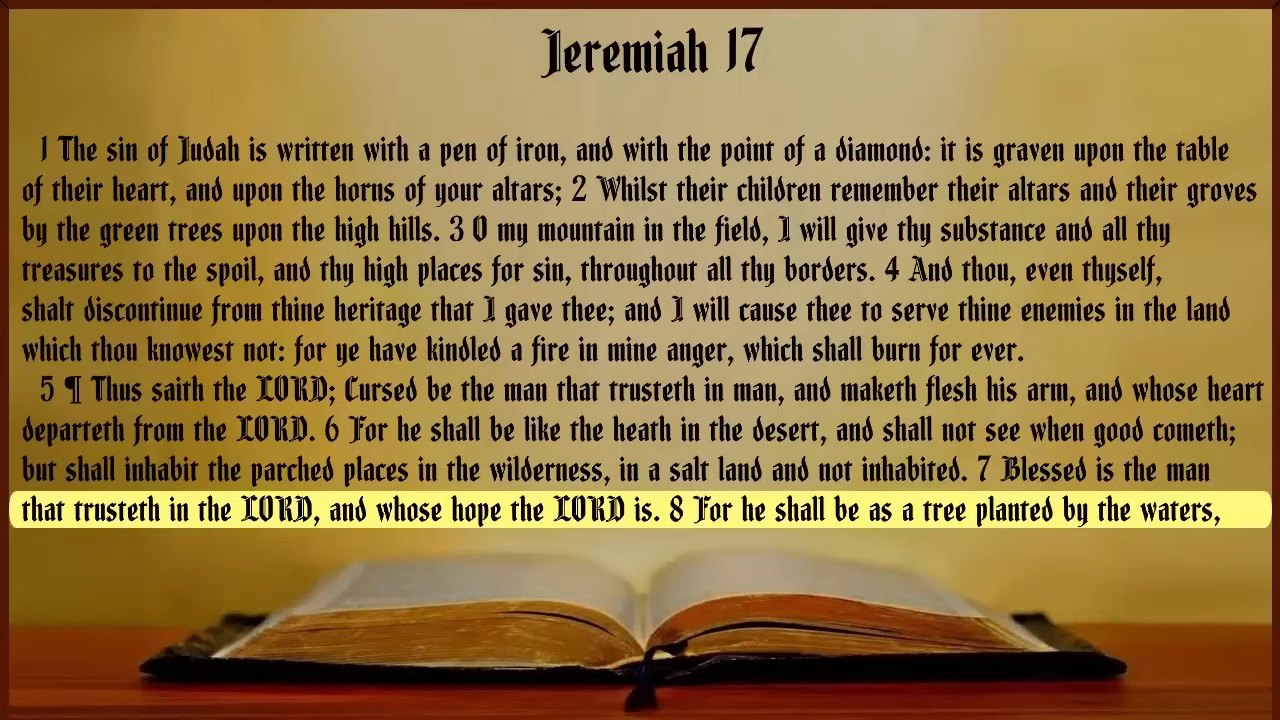 Jeremiah 17
1 The sin of Judah is written with a pen of iron, and with the point of a diamond: it is graven upon the table
of their heart, and upon the horns of your altars; 2 Whilst their children remember their altars and their groves
by the green trees upon the high hills. 3 O my mountain in the field, I will give thy substance and all thy
treasures to the spoil, and thy high places for sin, throughout all thy borders. 4 And thou, even thyself,
shalt discontinue from thine heritage that I gave thee; and I will cause thee to serve thine enemies in the land
which thou knowest not: for ye have kindled a fire in mine anger, which shall burn for ever.
5 ¶ Thus saith the LORD; Cursed be the man that trusteth in man, and maketh flesh his arm, and whose heart
departeth from the LORD. 6 For he shall be like the heath in the desert, and shall not see when good cometh;
but shall inhabit the parched places in the wilderness, in a salt land and not inhabited. 7 Blessed is the man
that trusteth in the LORD, and whose hope the LORD is. 8 For he shall be as a tree planted by the waters,